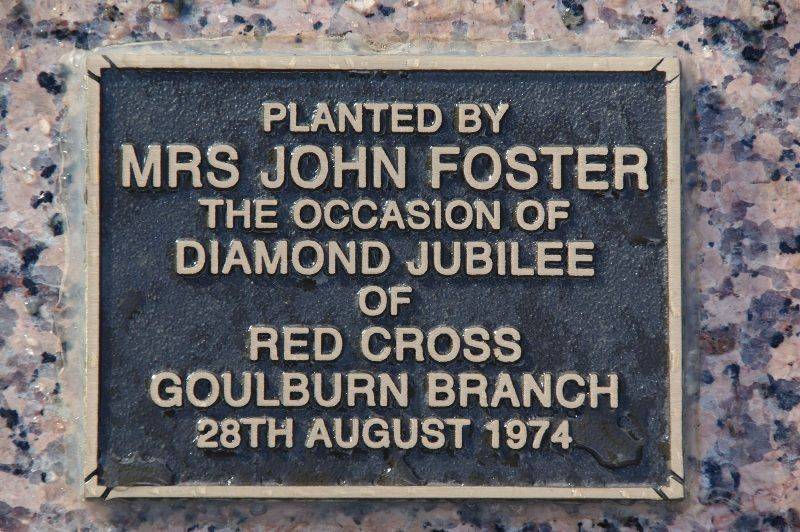 PLANTED BY
MRS JOHN FOSTER
THE OCCASION OF
DIAMOND JUBILEE
OF
RED CROSS
GOULBURN BRANCH
28TH AUGUST 1974